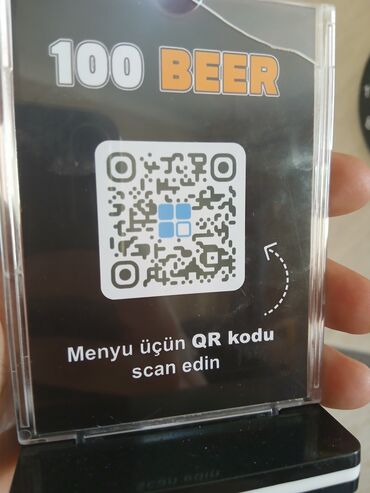 100 BEER
Menyu üçün QR kodu
scan edin